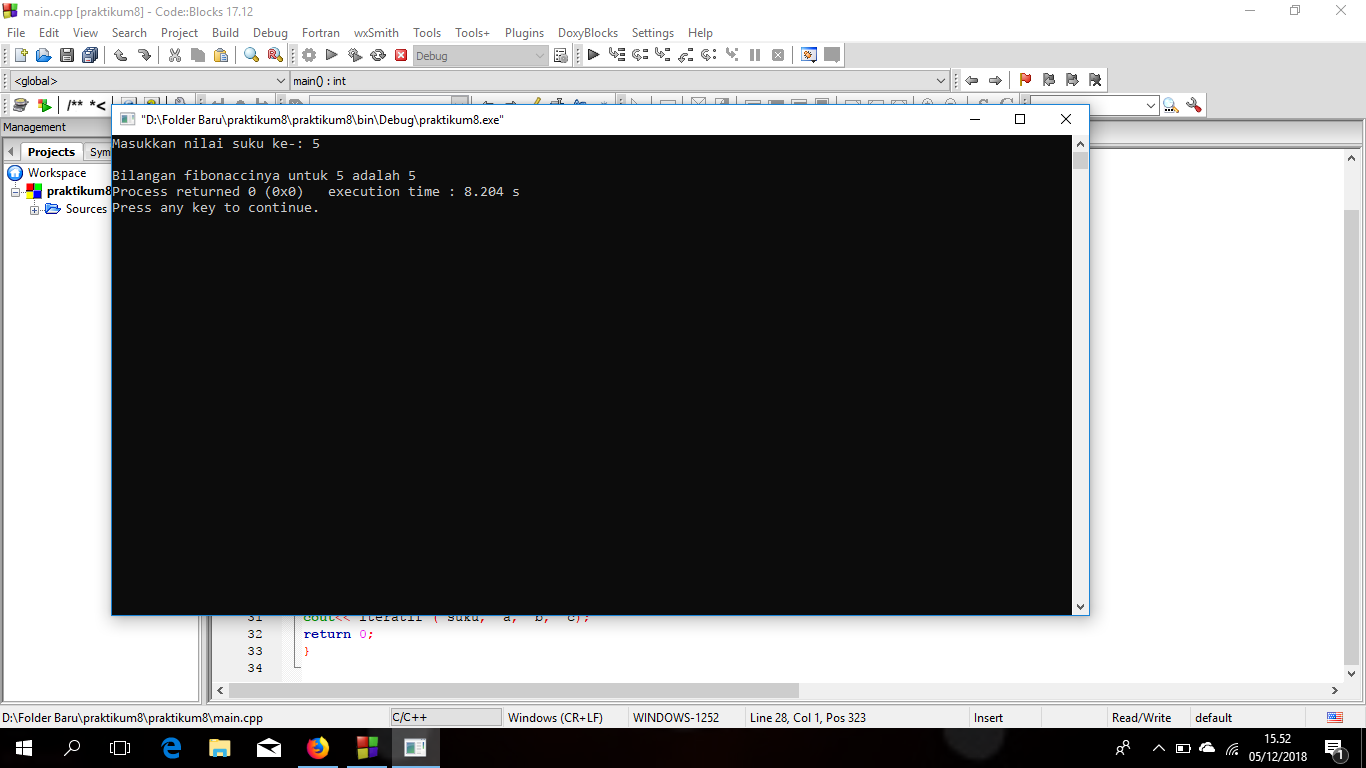 main.cpp [praktikum8] - Code::Blocks 17.12
File Edit View Search Project Build Debug Fortran wxSmith Tools Tools+ Plugins DoxyBlocks Settings Help
Debug
<global> main() : int
/** *<
"D:\Folder Baru\praktikum8\praktikum8\bin\Debug\praktikum8.exe"
Management
Projects Sym
Workspace
praktikum8
Sources
Masukkan nilai suku ke-: 5
Bilangan fibonaccinya untuk 5 adalah 5
Process returned 0 (0x0) execution time : 8.204 s
Press any key to continue.
31 cout<< iteratif ( suku, a, b, c);
32 return 0;
33 }
34
D:\Folder Baru\praktikum8\praktikum8\main.cpp C/C++ Windows (CR+LF) WINDOWS-1252 Line 28, Col 1, Pos 323 Insert Read/Write default
15.52
05/12/2018
1